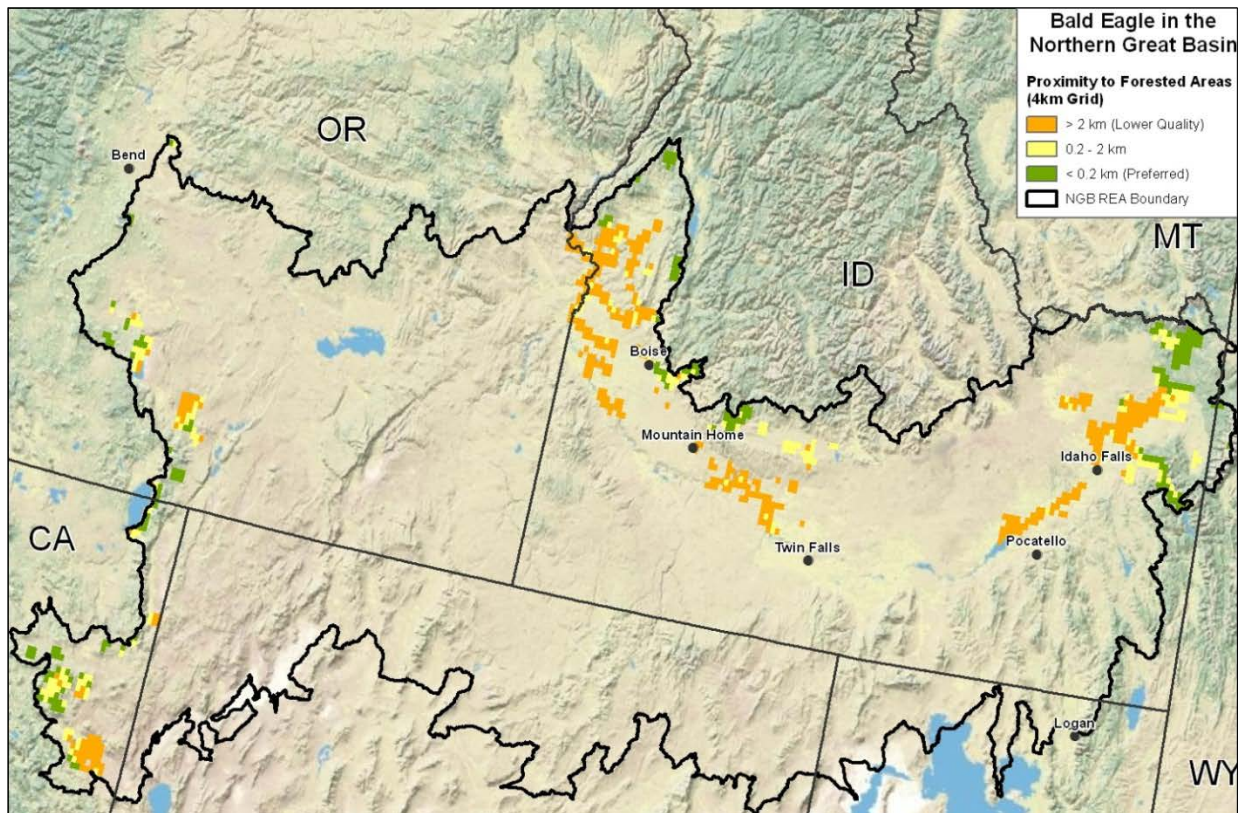 Bald Eagle in the
Northern Great Basin
Proximity to Forested Areas
(4km Grid)
> 2 km (Lower Quality)
0.2 - 2 km
< 0.2 km (Preferred)
NGB REA Boundary
OR
Bend
MT
ID
Boise
Mountain Home
Idaho Falls
CA
Twin Falls
Pocatello
Logan
WY